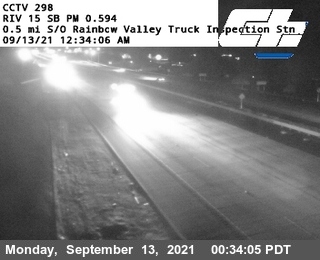 CCTV 298
RIV 15 SB PM 0.594
0.5 mi S/O Rainbow Valley Truck Inspection Stn
09/13/21 12:34:06 AM
Ct
Monday, September 13, 2021 00:34:05 PDT